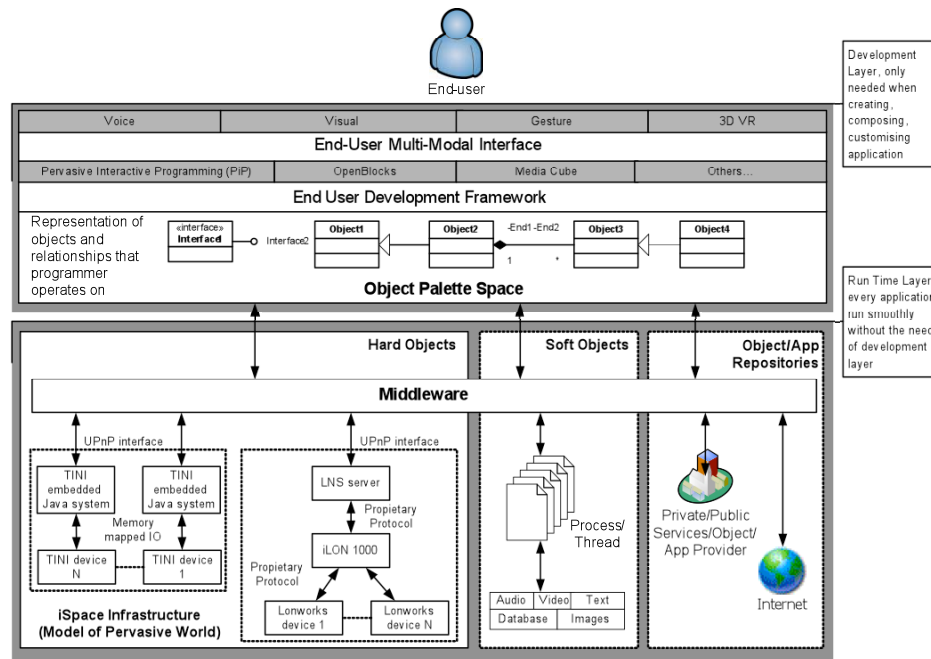 End-user
Development
Layer, only
needed when
creating,
composing,
customising
application
Voice
Visual
Gesture
3D VR
End-User Multi-Modal Interface
Pervasive Interactive Programming (PiP)
OpenBlocks
Media Cube
Others...
End User Development Framework
Representation of
objects and
relationships that
programmer
operates on
«interface»
Interface1
Interface2
Object1
Object2
-End1 -End2
1
*
Object3
Object4
Object Palette Space
Run Time Layer
every application
run smoothly
without the need
of development
layer
Hard Objects
Soft Objects
Object/App
Repositories
Middleware
UPnP interface
UPnP interface
TINI
embedded
Java system
TINI
embedded
Java system
Memory
mapped IO
TINI device
N
TINI device
1
iSpace Infrastructure
(Model of Pervasive World)
LNS server
Propietary
Protocol
iLON 1000
Propietary
Protocol
Lonworks
device 1
Lonworks
device N
Process/
Thread
Audio
Video
Text
Database
Images
Private/Public
Services/Object/
App Provider
Internet